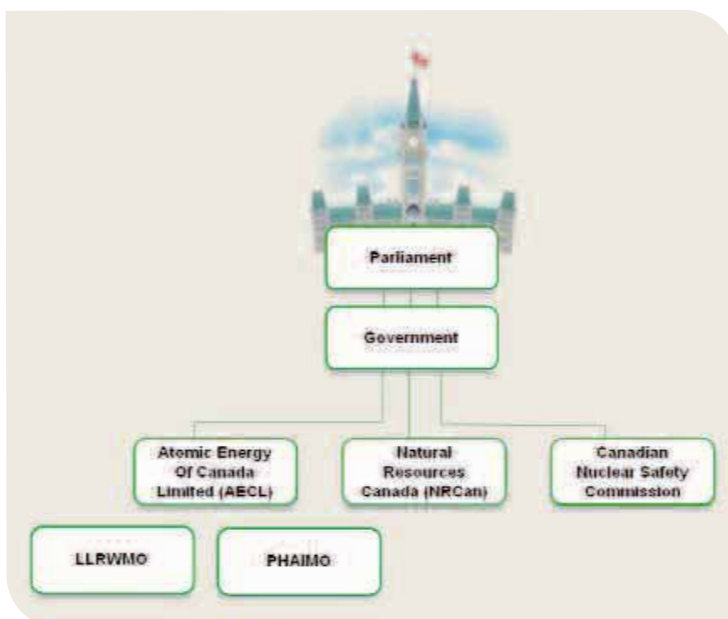 Parliament
Government
Atomic Energy
Of Canada
Limited (AECL)
Natural
Resources
Canada (NRCan)
Canadian
Nuclear Safety
Commission
LLRWMO
PHAIMO